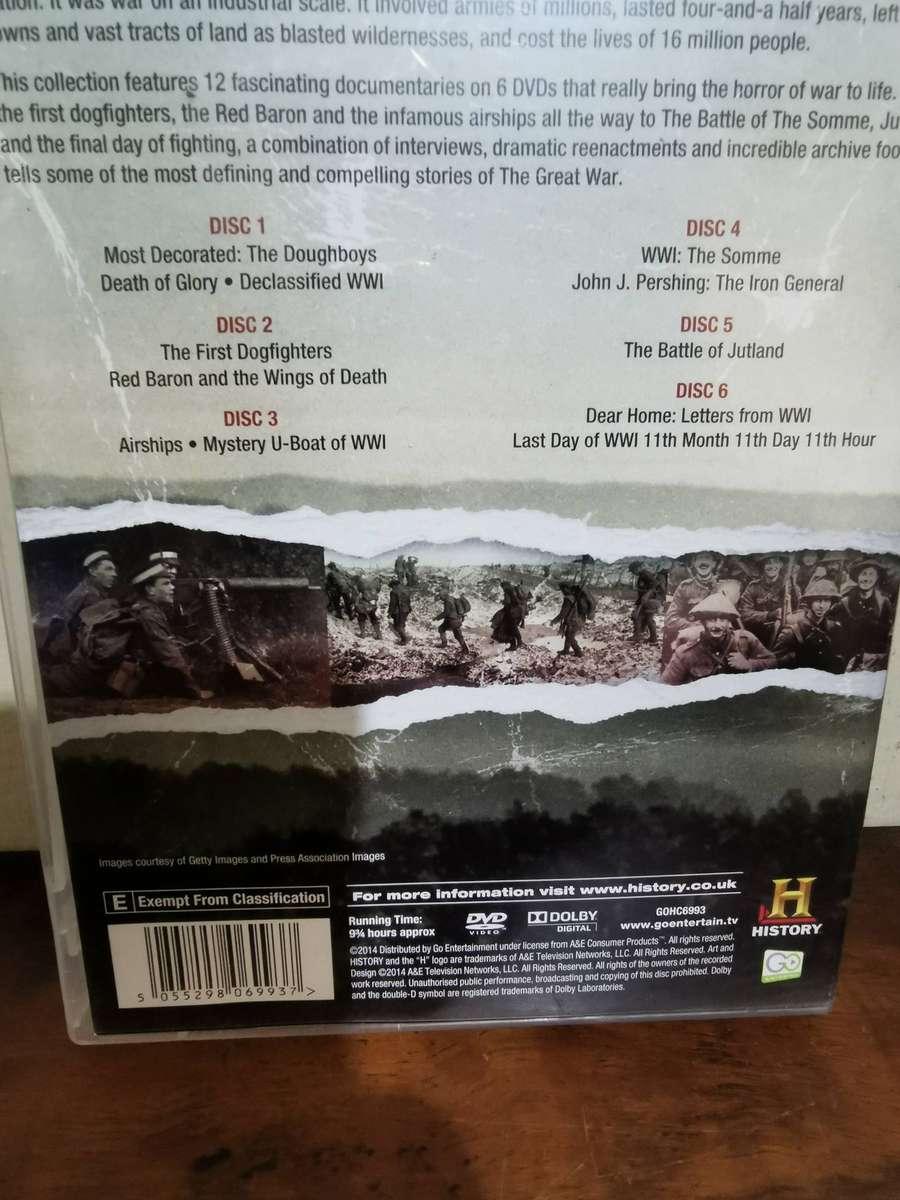 It was war on an industrial scale. It involved armies of millions, lasted four-and-a half years, left
and vast tracts of land as blasted wildernesses, and cost the lives of 16 million people.
his collection features 12 fascinating documentaries on 6 DVDs that really bring the horror of war to life.
the first dogfighters, the Red Baron and the infamous airships all the way to The Battle of The Somme, Ju
and the final day of fighting, a combination of interviews, dramatic reenactments and incredible archive foo
tells some of the most defining and compelling stories of The Great War.
DISC 1
Most Decorated: The Doughboys
Death of Glory • Declassified WWI
DISC 2
The First Dogfighters
Red Baron and the Wings of Death
DISC 3
Airships • Mystery U-Boat of WWI
DISC 4
WWI: The Somme
John J. Pershing: The Iron General
DISC 5
The Battle of Jutland
DISC 6
Dear Home: Letters from WWI
Last Day of WWI 11th Month 11th Day 11th Hour
Images courtesy of Getty Images and Press Association Images
E Exempt From Classification
5 055298 069937 >
For more information visit www.history.co.uk
Running Time:
9¾ hours approx
DVD
VIDEO
DOLBY
DIGITAL
GOHC6993
www.goentertain.tv
©2014 Distributed by Go Entertainment under license from A&E Consumer Products™. All rights reserved.
HISTORY and the "H" logo are trademarks of A&E Television Networks, LLC. All Rights Reserved. Art and
Design ©2014 A&E Television Networks, LLC. All Rights Reserved. All rights of the owners of the recorded
work reserved. Unauthorised public performance, broadcasting and copying of this disc prohibited. Dolby
and the double-D symbol are registered trademarks of Dolby Laboratories.
H
HISTORY
GO